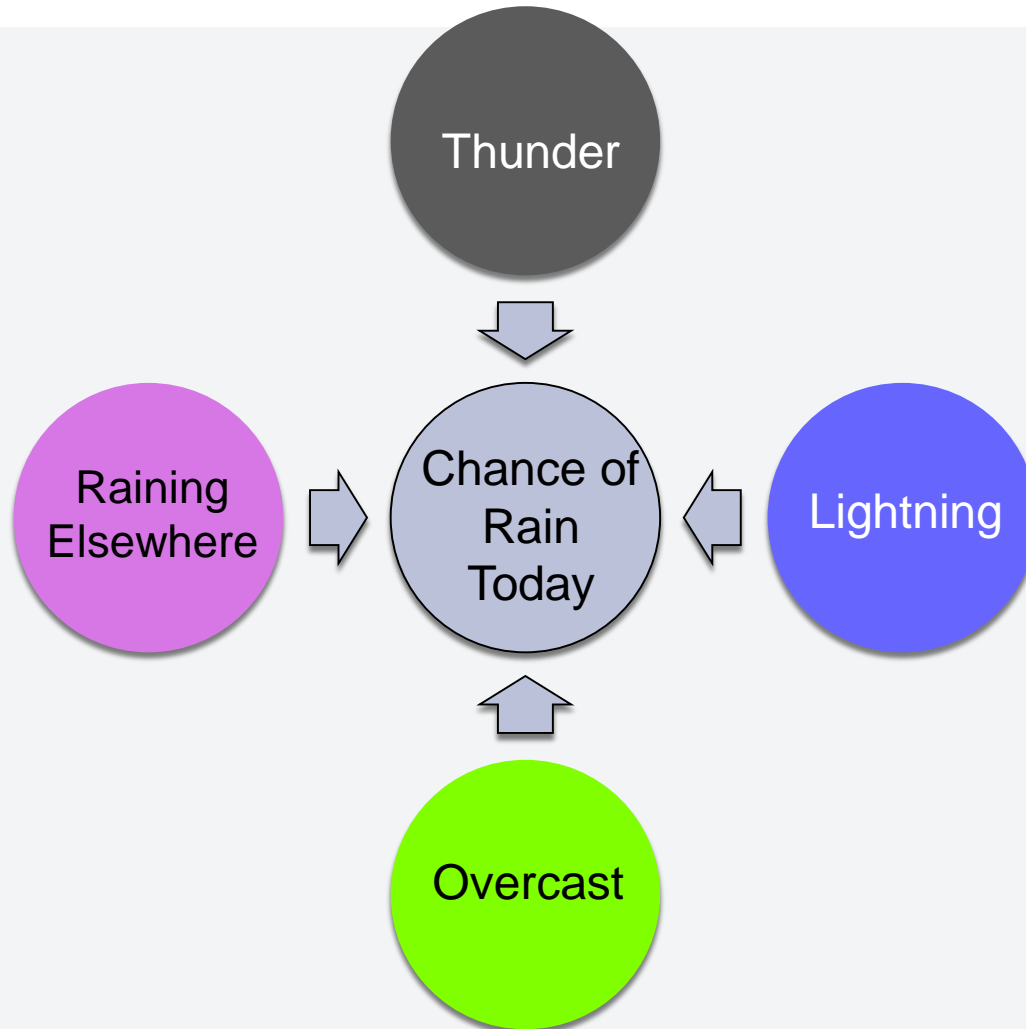 Thunder
Raining
Elsewhere
Chance of
Rain
Today
Lightning
Overcast